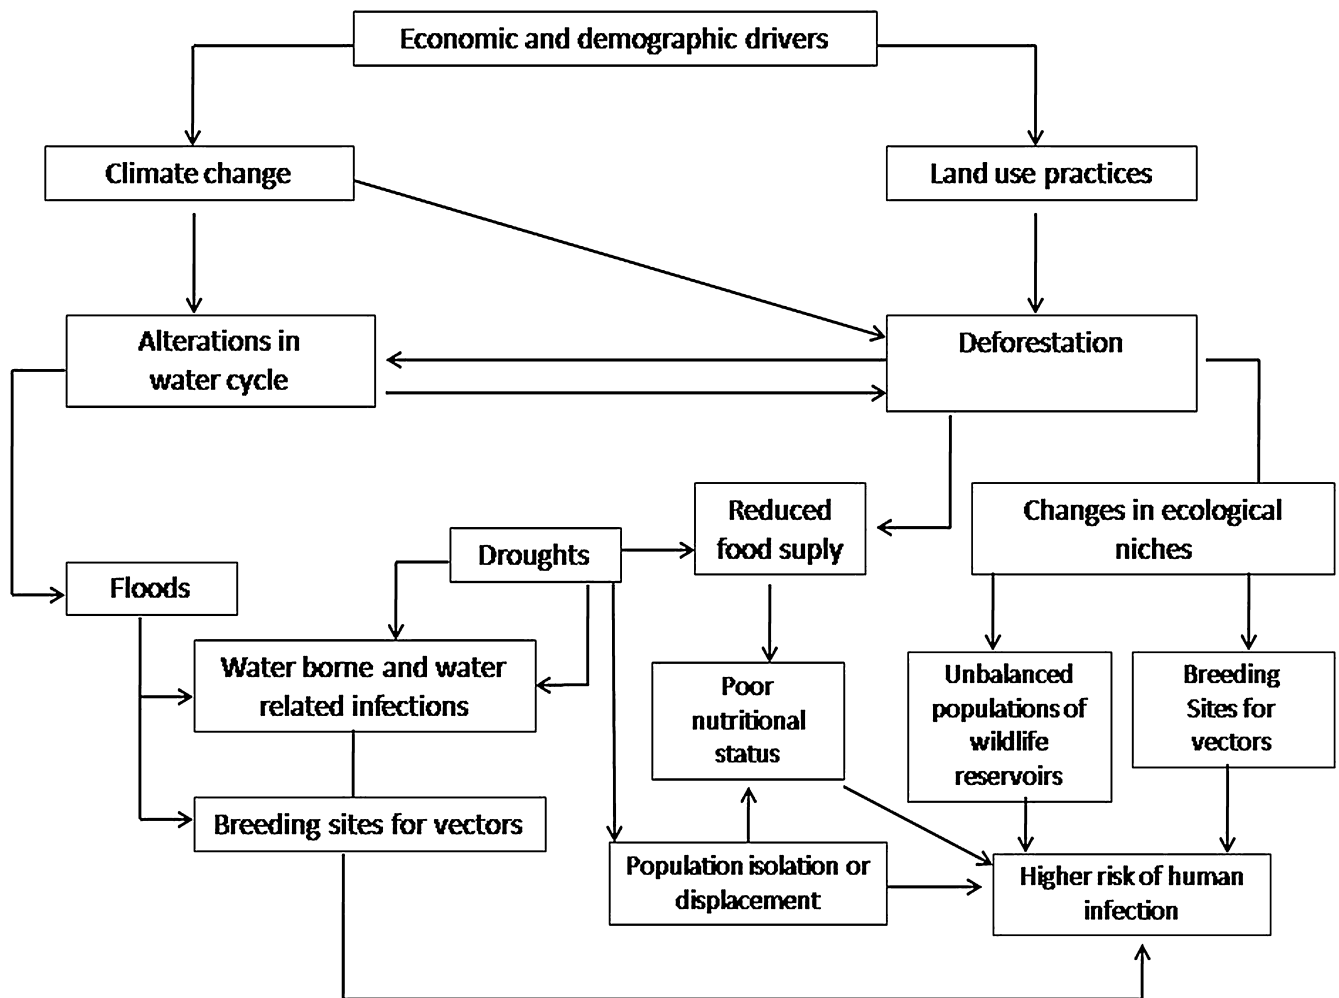 Economic and demographic drivers
Climate change
Land use practices
Alterations in
water cycle
Deforestation
Reduced
food suply
Changes in ecological
niches
Droughts
Floods
Water borne and water
related infections
Poor
nutritional
status
Unbalanced
populations of
wildlife
reservoirs
Breeding
Sites for
vectors
Breeding sites for vectors
Population isolation or
displacement
Higher risk of human
infection